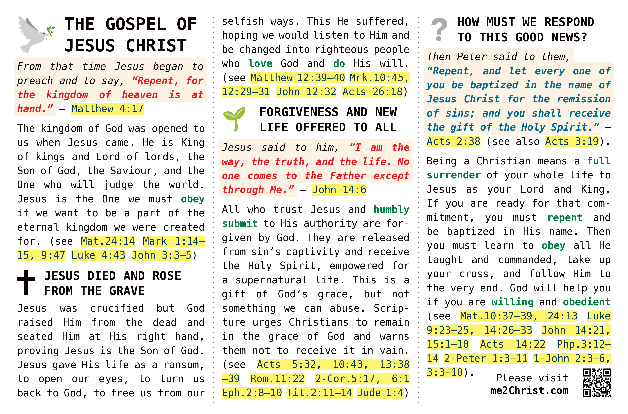 THE GOSPEL OF
JESUS CHRIST
From that time Jesus began to
preach and to say, “Repent, for
the kingdom of heaven is at
hand.” – Matthew 4:17
The kingdom of God was opened to
us when Jesus came. He is King
of kings and Lord of lords, the
Son of God, the Saviour, and the
One who will judge the world.
Jesus is the One we must obey
if we want to be a part of the
eternal kingdom we were created
for. (see Mat.24:14 Mark 1:14–
15, 9:47 Luke 4:43 John 3:3–5)
JESUS DIED AND ROSE
FROM THE GRAVE
Jesus was crucified but God
raised Him from the dead and
seated Him at His right hand,
proving Jesus is the Son of God.
Jesus gave His life as a ransom,
to open our eyes, to turn us
back to God, to free us from our
selfish ways. This He suffered,
hoping we would listen to Him and
be changed into righteous people
who love God and do His will.
(see Matthew 12:39–40 Mrk.10:45,
12:29–31 John 12:32 Acts 26:18)
FORGIVENESS AND NEW
LIFE OFFERED TO ALL
Jesus said to him, “I am the
way, the truth, and the life. No
one comes to the Father except
through Me.” – John 14:6
All who trust Jesus and humbly
submit to His authority are for-
given by God. They are released
from sin’s captivity and receive
the Holy Spirit, empowered for
a supernatural life. This is a
gift of God’s grace, but not
something we can abuse. Scrip-
ture urges Christians to remain
in the grace of God and warns
them not to receive it in vain.
(see Acts 5:32, 10:43, 13:38
–39 Rom.11:22 2-Cor.5:17, 6:1
Eph.2:8–10 Tit.2:11–14 Jude 1:4)
? HOW MUST WE RESPOND
TO THIS GOOD NEWS?
Then Peter said to them,
“Repent, and let every one of
you be baptized in the name of
Jesus Christ for the remission
of sins; and you shall receive
the gift of the Holy Spirit.” –
Acts 2:38 (see also Acts 3:19).
Being a Christian means a full
surrender of your whole life to
Jesus as your Lord and King.
If you are ready for that com-
mitment, you must repent and
be baptized in His name. Then
you must learn to obey all He
taught and commanded, take up
your cross, and follow Him to
the very end. God will help you
if you are willing and obedient
(see Mat.10:37–39, 24:13 Luke
9:23–25, 14:26–33 John 14:21,
15:1–10 Acts 14:22 Php.3:12–
14 2-Peter 1:3–11 1-John 2:3–6,
3:3–10).
Please visit
me2Christ.com